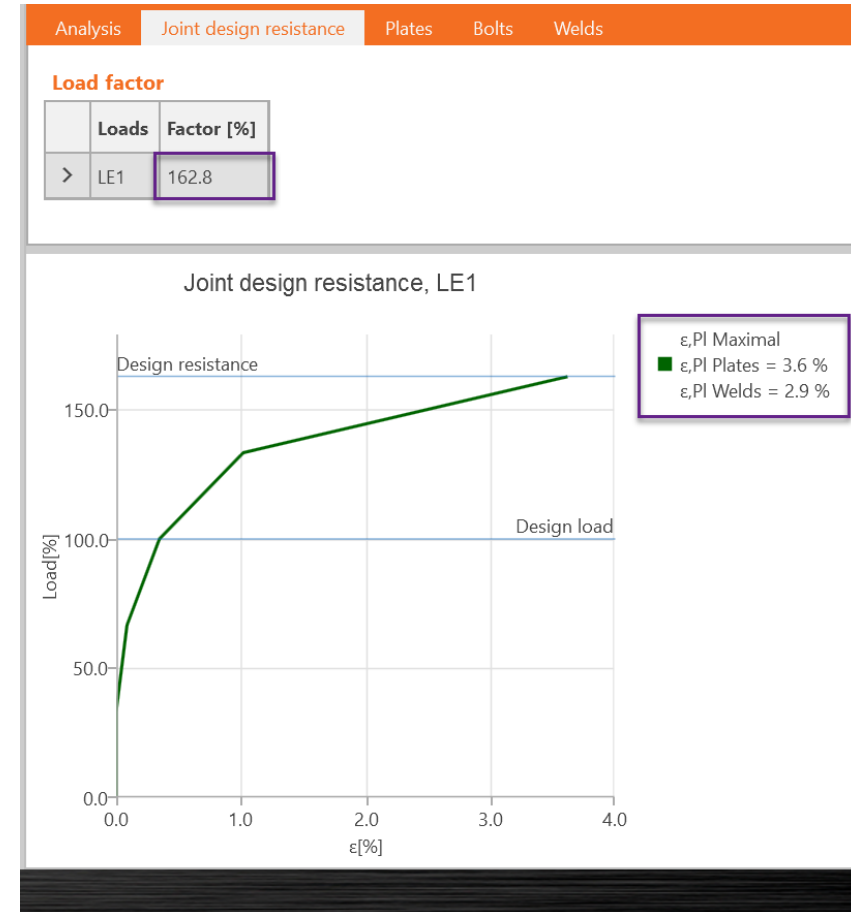 Analysis Joint design resistance Plates Bolts Welds
Load factor
Loads Factor [%]
> LE1 162.8
Joint design resistance, LE1
ε,Pl Maximal
ε,Pl Plates = 3.6 %
ε,Pl Welds = 2.9 %
Design resistance
150.0
Design load
100.0
Load[%]
50.0
0.0
0.0 1.0 2.0 3.0 4.0
ε[%]